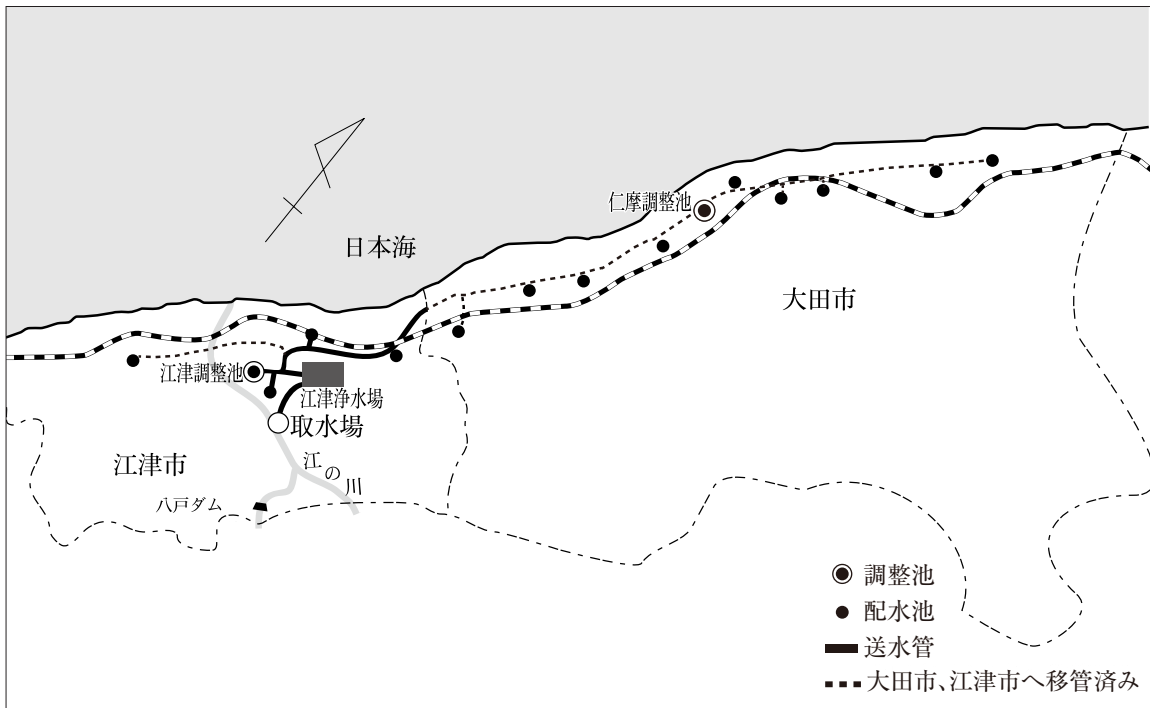 仁摩調整池
日本海
大田市
江津調整池
江津浄水場
取水場
江津市
江の川
八戸ダム
調整池
配水池
送水管
大田市、江津市へ移管済み